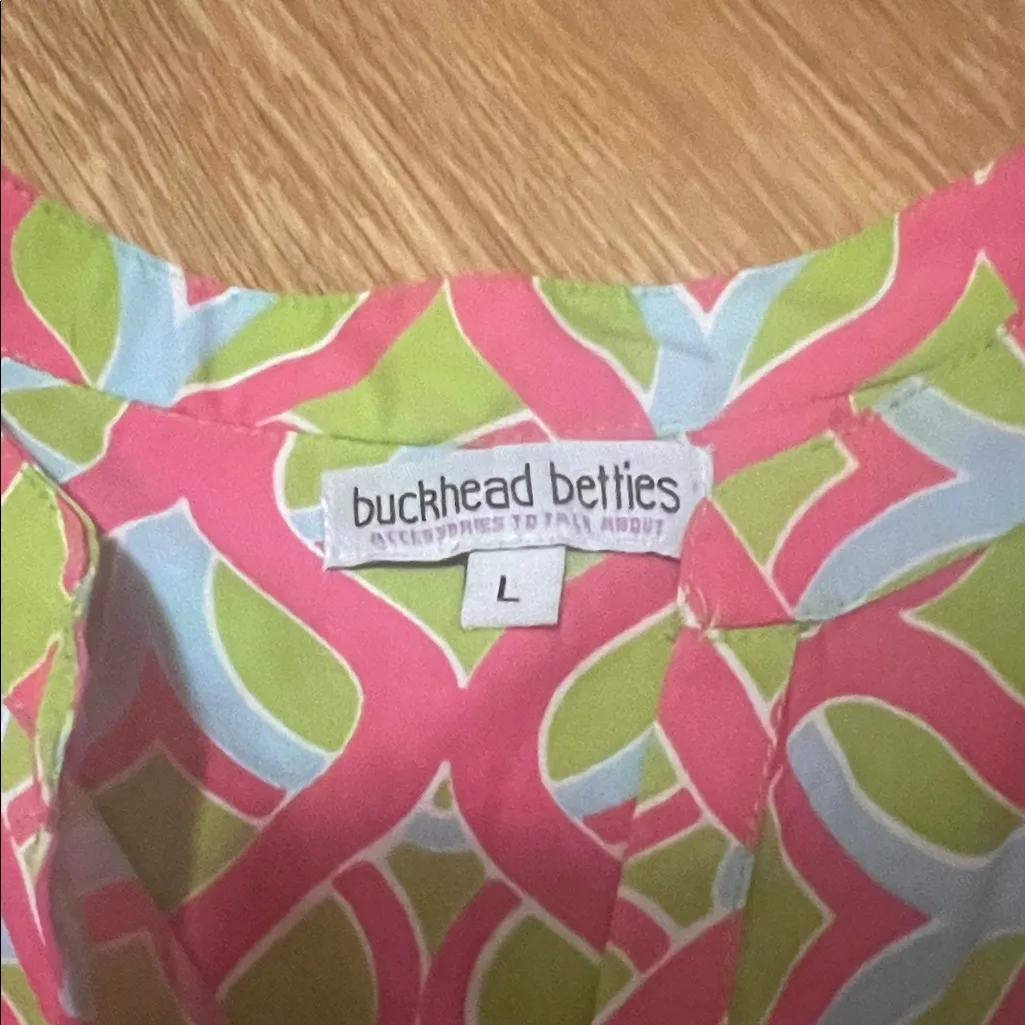 buckhead betties
ACCESSORIES TO TALK ABOUT
L